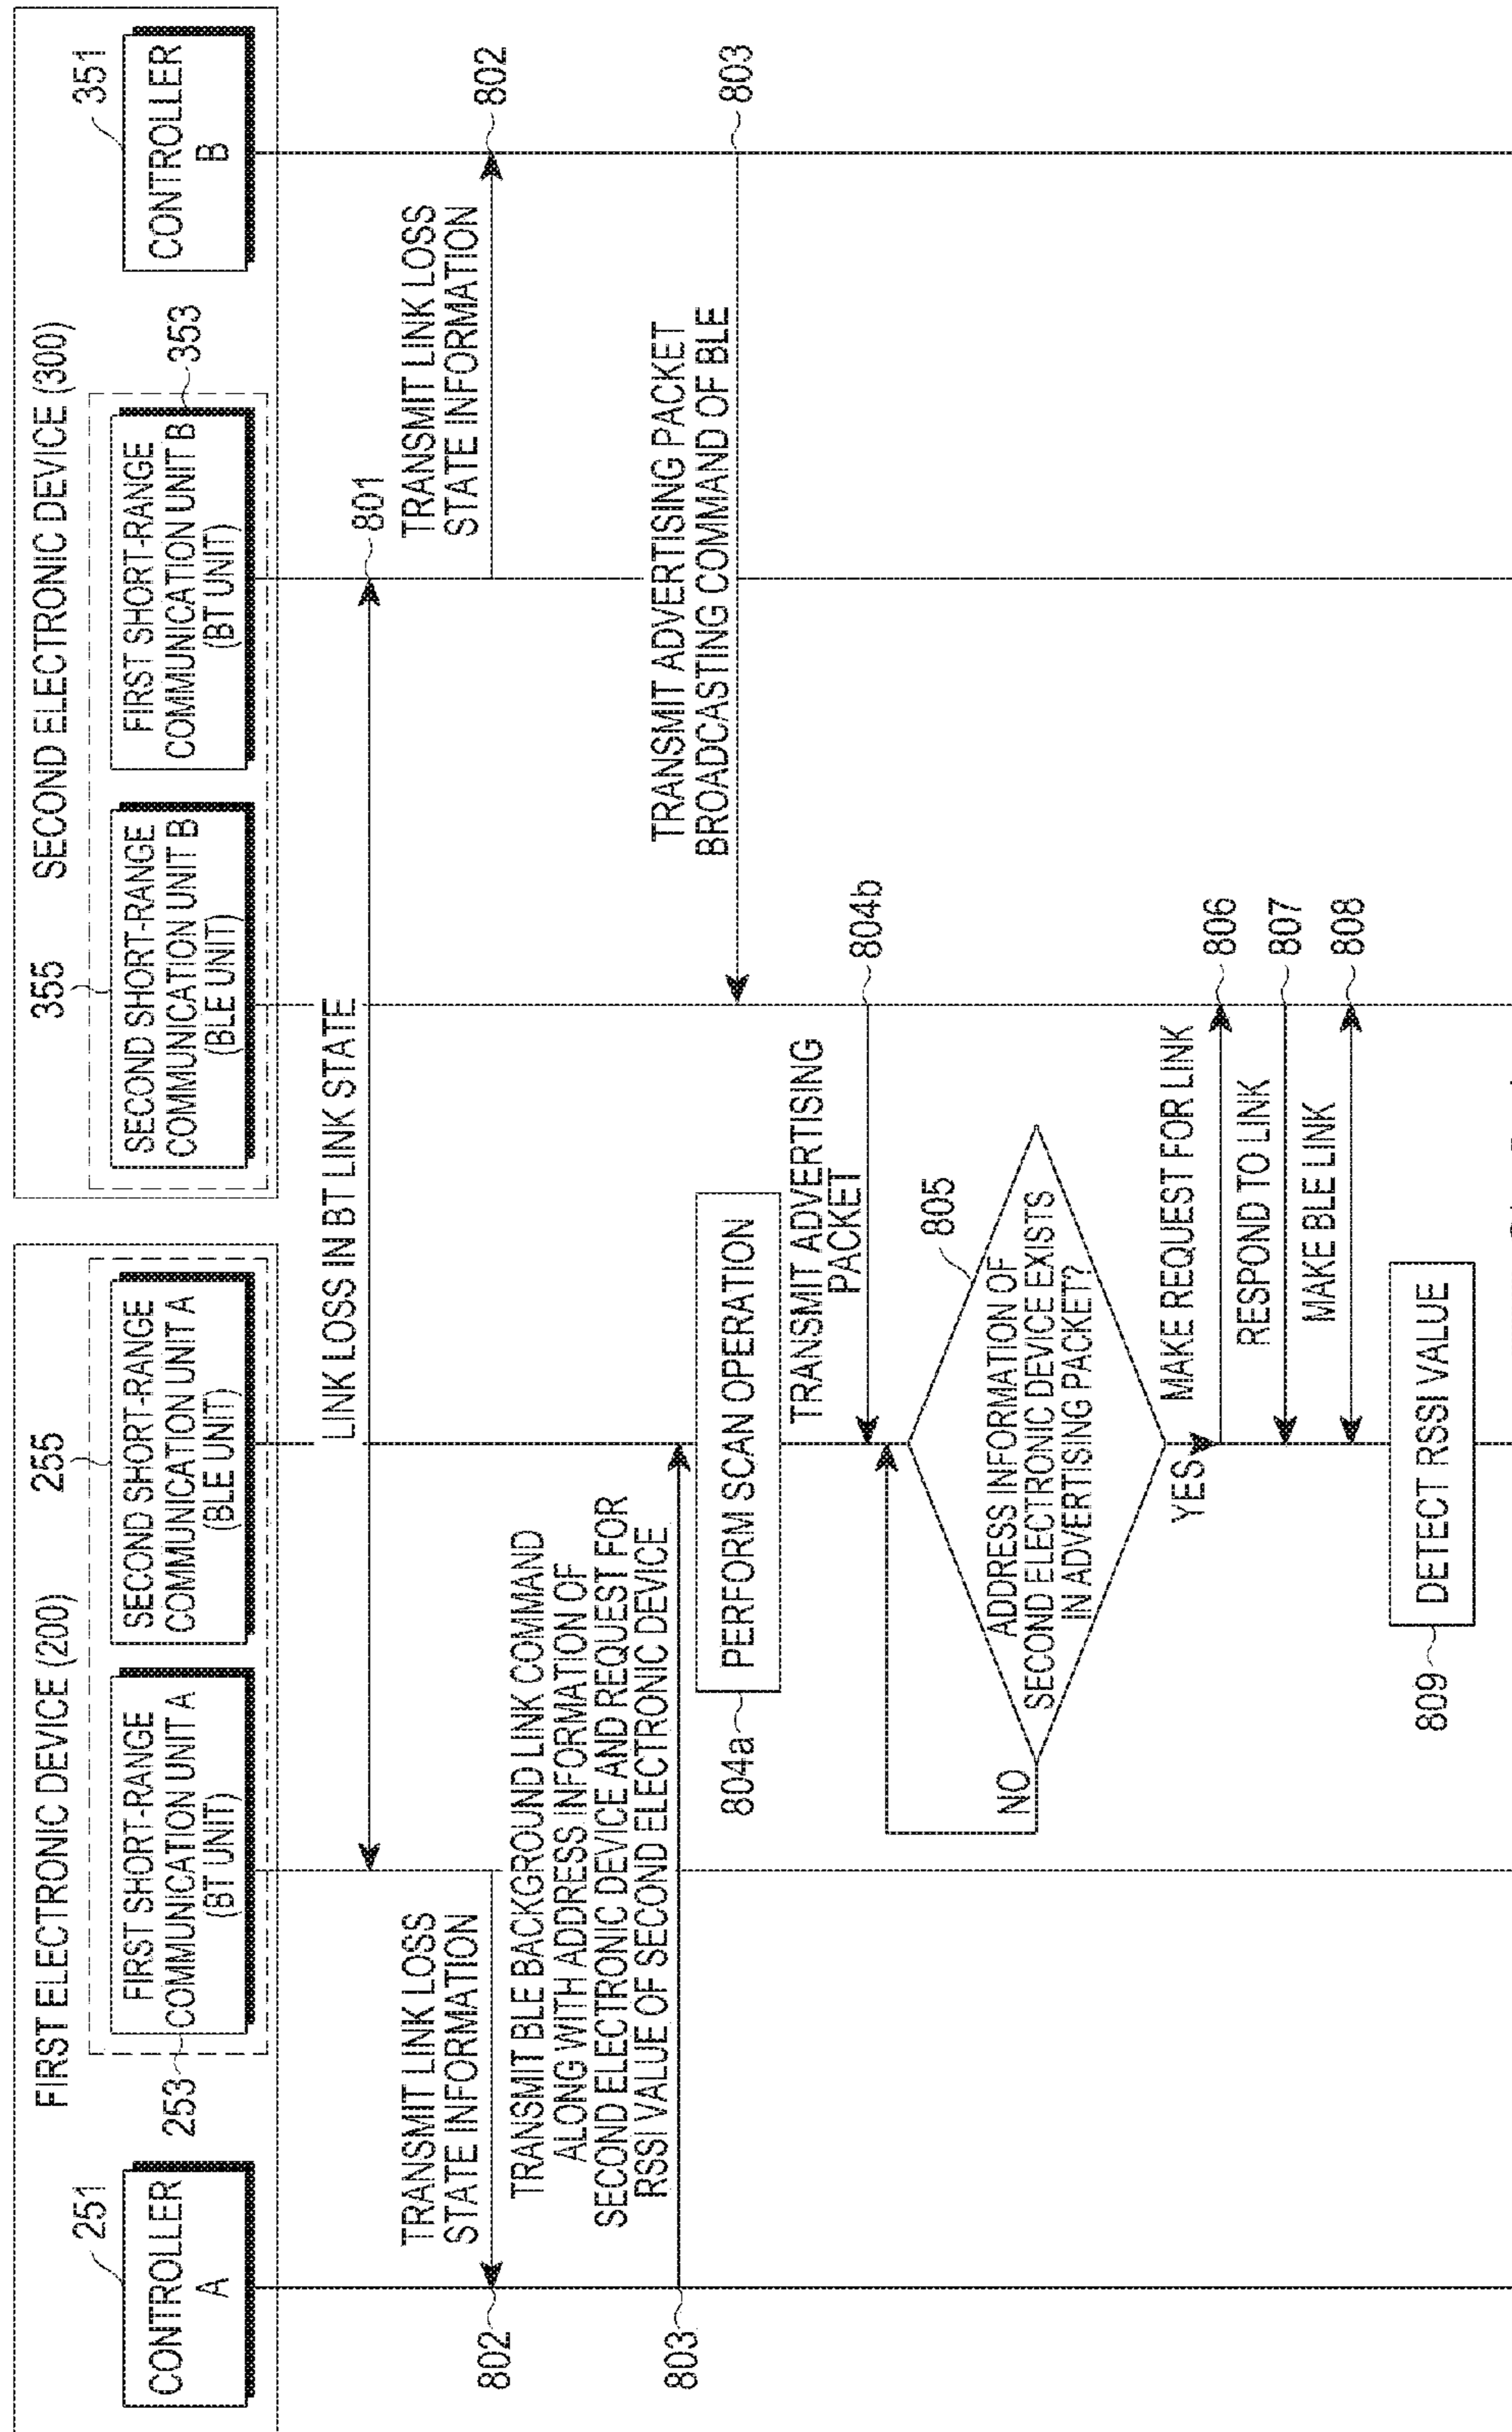 FIRST ELECTRONIC DEVICE (200)
SECOND ELECTRONIC DEVICE (300)
251
CONTROLLER
A
253
FIRST SHORT-RANGE
COMMUNICATION UNIT A
(BT UNIT)
255
SECOND SHORT-RANGE
COMMUNICATION UNIT A
(BLE UNIT)
355
SECOND SHORT-RANGE
COMMUNICATION UNIT B
(BLE UNIT)
353
FIRST SHORT-RANGE
COMMUNICATION UNIT B
(BT UNIT)
351
CONTROLLER
B
LINK LOSS IN BT LINK STATE
801
TRANSMIT LINK LOSS
STATE INFORMATION
802
TRANSMIT LINK LOSS
STATE INFORMATION
802
TRANSMIT BLE BACKGROUND LINK COMMAND
ALONG WITH ADDRESS INFORMATION OF
SECOND ELECTRONIC DEVICE AND REQUEST FOR
RSSI VALUE OF SECOND ELECTRONIC DEVICE
803
TRANSMIT ADVERTISING PACKET
BROADCASTING COMMAND OF BLE
803
804a
PERFORM SCAN OPERATION
TRANSMIT ADVERTISING
PACKET
804b
805
ADDRESS INFORMATION OF
SECOND ELECTRONIC DEVICE EXISTS
IN ADVERTISING PACKET?
NO
YES
MAKE REQUEST FOR LINK
806
RESPOND TO LINK
807
MAKE BLE LINK
808
809
DETECT RSSI VALUE